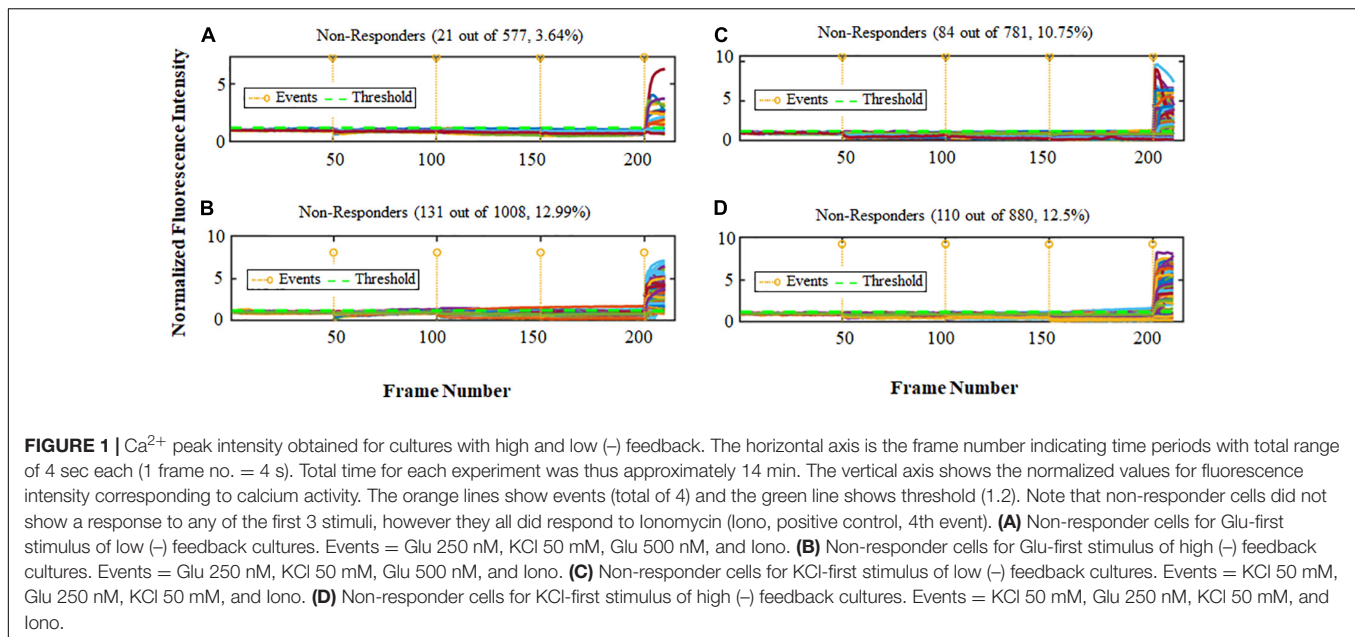 A
Non-Responders (21 out of 577, 3.64%)
5
0
Events
Threshold
50
100
150
200
B
Non-Responders (131 out of 1008, 12.99%)
10
5
0
Events
Threshold
50
100
150
200
Normalized Fluorescence Intensity
Frame Number
C
Non-Responders (84 out of 781, 10.75%)
10
5
0
Events
Threshold
50
100
150
200
D
Non-Responders (110 out of 880, 12.5%)
10
5
0
Events
Threshold
50
100
150
200
Frame Number
FIGURE 1 | Ca2+ peak intensity obtained for cultures with high and low (–) feedback. The horizontal axis is the frame number indicating time periods with total range
of 4 sec each (1 frame no. = 4 s). Total time for each experiment was thus approximately 14 min. The vertical axis shows the normalized values for fluorescence
intensity corresponding to calcium activity. The orange lines show events (total of 4) and the green line shows threshold (1.2). Note that non-responder cells did not
show a response to any of the first 3 stimuli, however they all did respond to Ionomycin (Iono, positive control, 4th event). (A) Non-responder cells for Glu-first
stimulus of low (–) feedback cultures. Events = Glu 250 nM, KCl 50 mM, Glu 500 nM, and Iono. (B) Non-responder cells for Glu-first stimulus of high (–) feedback
cultures. Events = Glu 250 nM, KCl 50 mM, Glu 500 nM, and Iono. (C) Non-responder cells for KCl-first stimulus of low (–) feedback cultures. Events = KCl 50 mM,
Glu 250 nM, KCl 50 mM, and Iono. (D) Non-responder cells for KCl-first stimulus of high (–) feedback cultures. Events = KCl 50 mM, Glu 250 nM, KCl 50 mM, and
Iono.